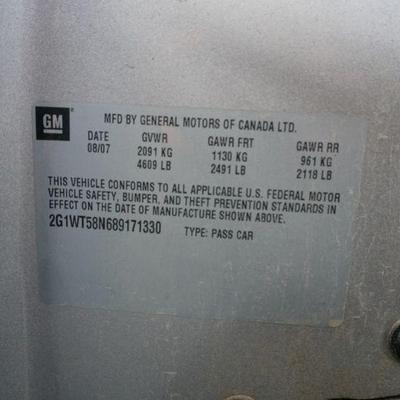 GM
MFD BY GENERAL MOTORS OF CANADA LTD.
DATE GVWR GAWR FRT GAWR RR
08/07 2091 KG 1130 KG 961 KG
4609 LB 2491 LB 2118 LB
THIS VEHICLE CONFORMS TO ALL APPLICABLE U.S. FEDERAL MOTOR
VEHICLE SAFETY, BUMPER, AND THEFT PREVENTION STANDARDS IN
EFFECT ON THE DATE OF MANUFACTURE SHOWN ABOVE.
2G1WT58N689171330 TYPE: PASS CAR